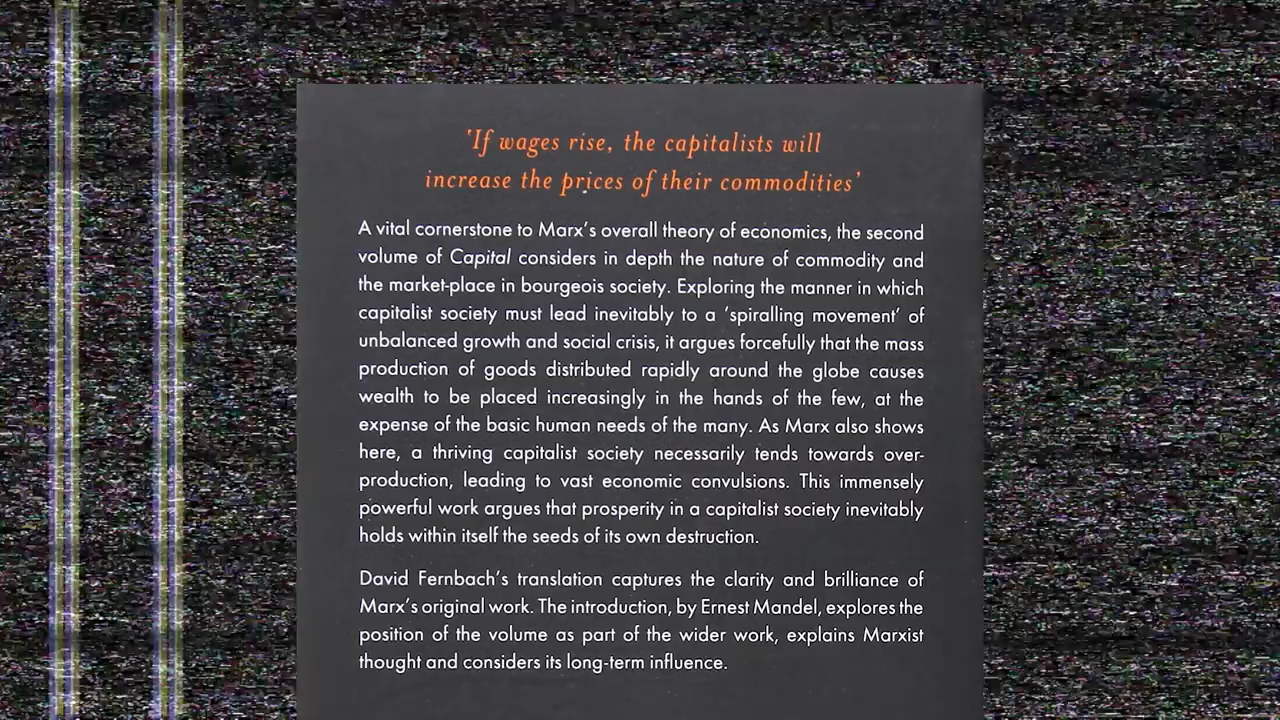 ‘If wages rise, the capitalists will
increase the prices of their commodities’
A vital cornerstone to Marx’s overall theory of economics, the second
volume of Capital considers in depth the nature of commodity and
the market-place in bourgeois society. Exploring the manner in which
capitalist society must lead inevitably to a ‘spiralling movement’ of
unbalanced growth and social crisis, it argues forcefully that the mass
production of goods distributed rapidly around the globe causes
wealth to be placed increasingly in the hands of the few, at the
expense of the basic human needs of the many. As Marx also shows
here, a thriving capitalist society necessarily tends towards over-
production, leading to vast economic convulsions. This immensely
powerful work argues that prosperity in a capitalist society inevitably
holds within itself the seeds of its own destruction.
David Fernbach’s translation captures the clarity and brilliance of
Marx’s original work. The introduction, by Ernest Mandel, explores the
position of the volume as part of the wider work, explains Marxist
thought and considers its long-term influence.